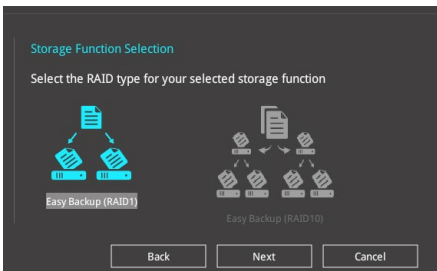 Storage Function Selection
Select the RAID type for your selected storage function
Easy Backup (RAID1)
Easy Backup (RAID10)
Back
Next
Cancel